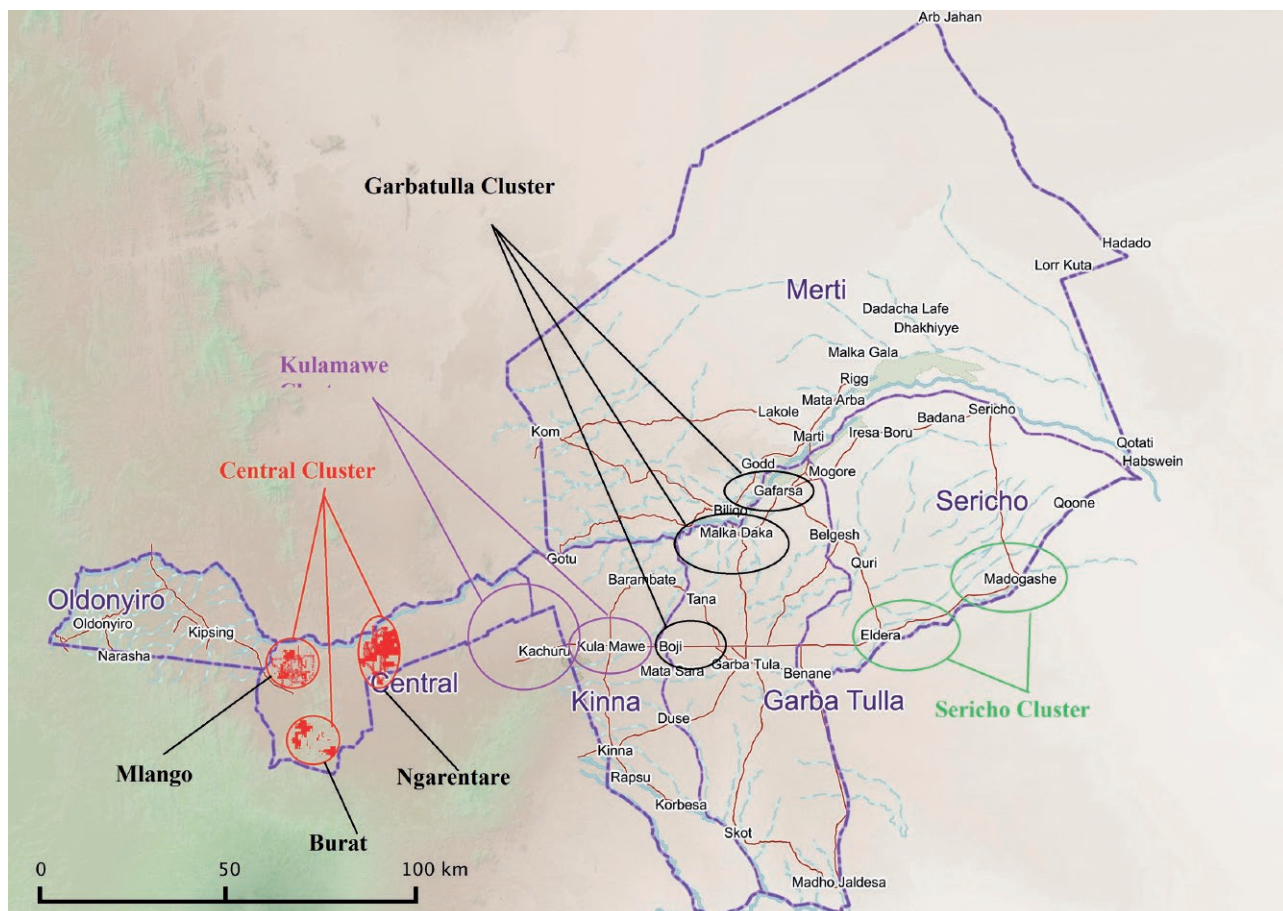 Arb Jahan
Garbatulla Cluster
Hadado
Lorr Kuta
Merti
Dadacha Lafe
Dhakhiyye
Malka Gala
Kulamawe
Rigg
Mata Arba
Lakole
Sericho
Badana
Kom
Marti
Iresa Boru
Qotati
Habswein
Central Cluster
Godd
Mogore
Gafarsa
Sericho
Qoone
Biliqo
Malka Daka
Belgesh
Gotu
Quri
Barambate
Madogashe
Oldonyiro
Tana
Oldonyiro
Kipsing
Eldera
Narasha
Kachuru
Kula Mawe
Boji
Mata Sara
Garba Tula
Benane
Central
Kinna
Garba Tulla
Sericho Cluster
Duse
Kinna
Mlango
Ngarentare
Rapsu
Korbesa
Burat
Skot
0 50 100 km
Madho Jaldesa